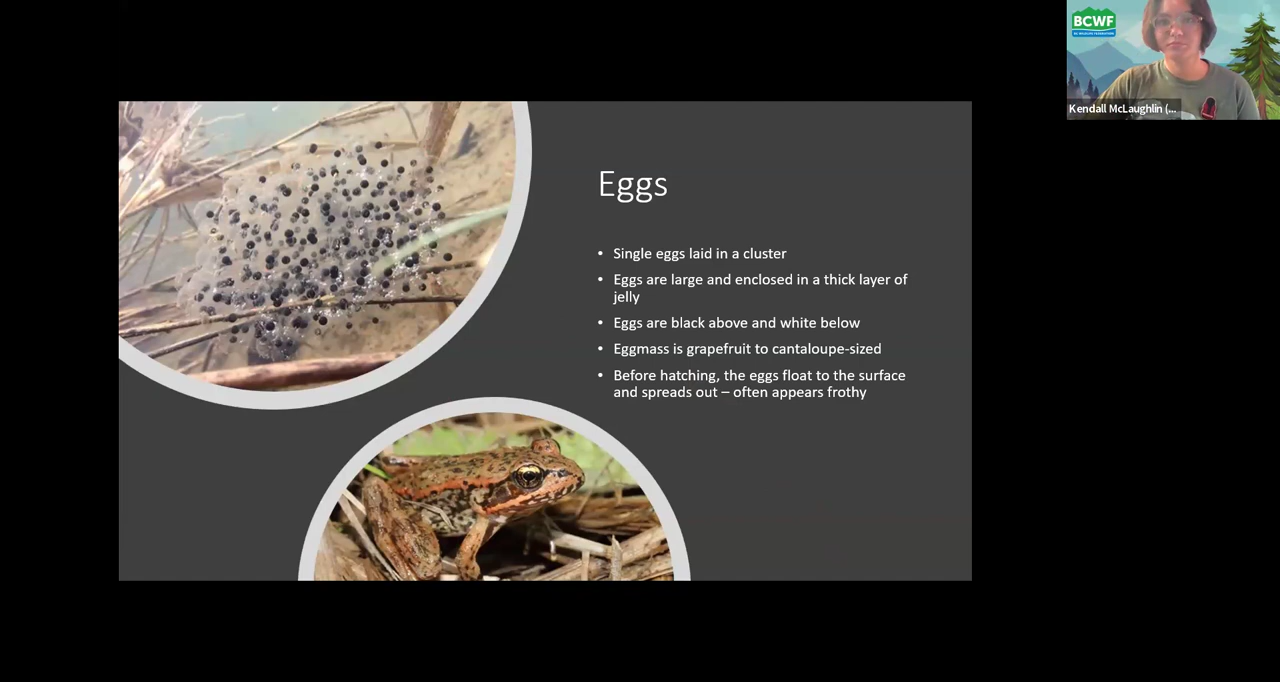 BCWF
Kendall McLaughlin (...
Eggs
• Single eggs laid in a cluster
• Eggs are large and enclosed in a thick layer of
jelly
• Eggs are black above and white below
• Eggmass is grapefruit to cantaloupe-sized
• Before hatching, the eggs float to the surface
and spreads out – often appears frothy